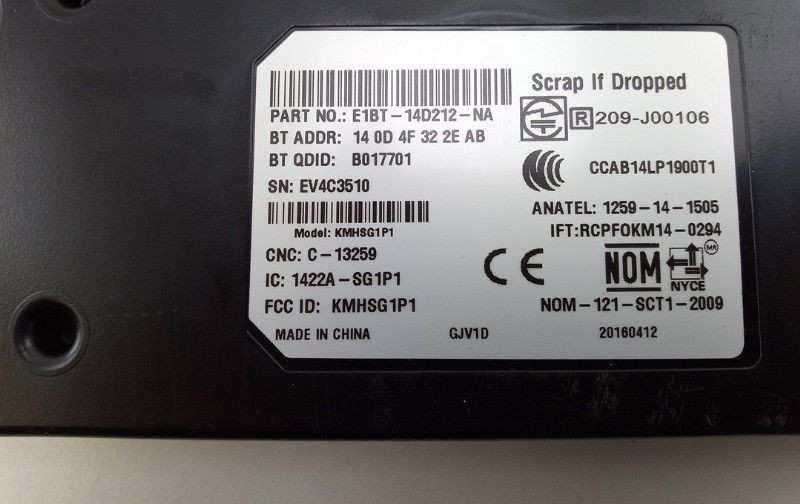 Scrap If Dropped
PART NO.: E1BT-14D212-NA
R 209-J00106
BT ADDR: 14 0D 4F 32 2E AB
BT QDID: B017701
CCAB14LP1900T1
SN: EV4C3510
ANATEL: 1259-14-1505
Model: KMHSG1P1
IFT:RCPFOKM14-0294
CNC: C-13259
CE
NOM
NYCE
MR
IC: 1422A-SG1P1
FCC ID: KMHSG1P1
NOM-121-SCT1-2009
MADE IN CHINA
GJV1D
20160412